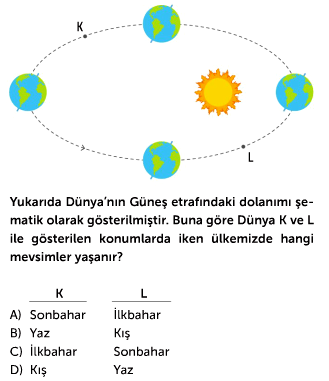 K
L
Yukarıda Dünya’nın Güneş etrafındaki dolanımı şe-
matik olarak gösterilmiştir. Buna göre Dünya K ve L
ile gösterilen konumlarda iken ülkemizde hangi
mevsimler yaşanır?
K L
A) Sonbahar İlkbahar
B) Yaz Kış
C) İlkbahar Sonbahar
D) Kış Yaz